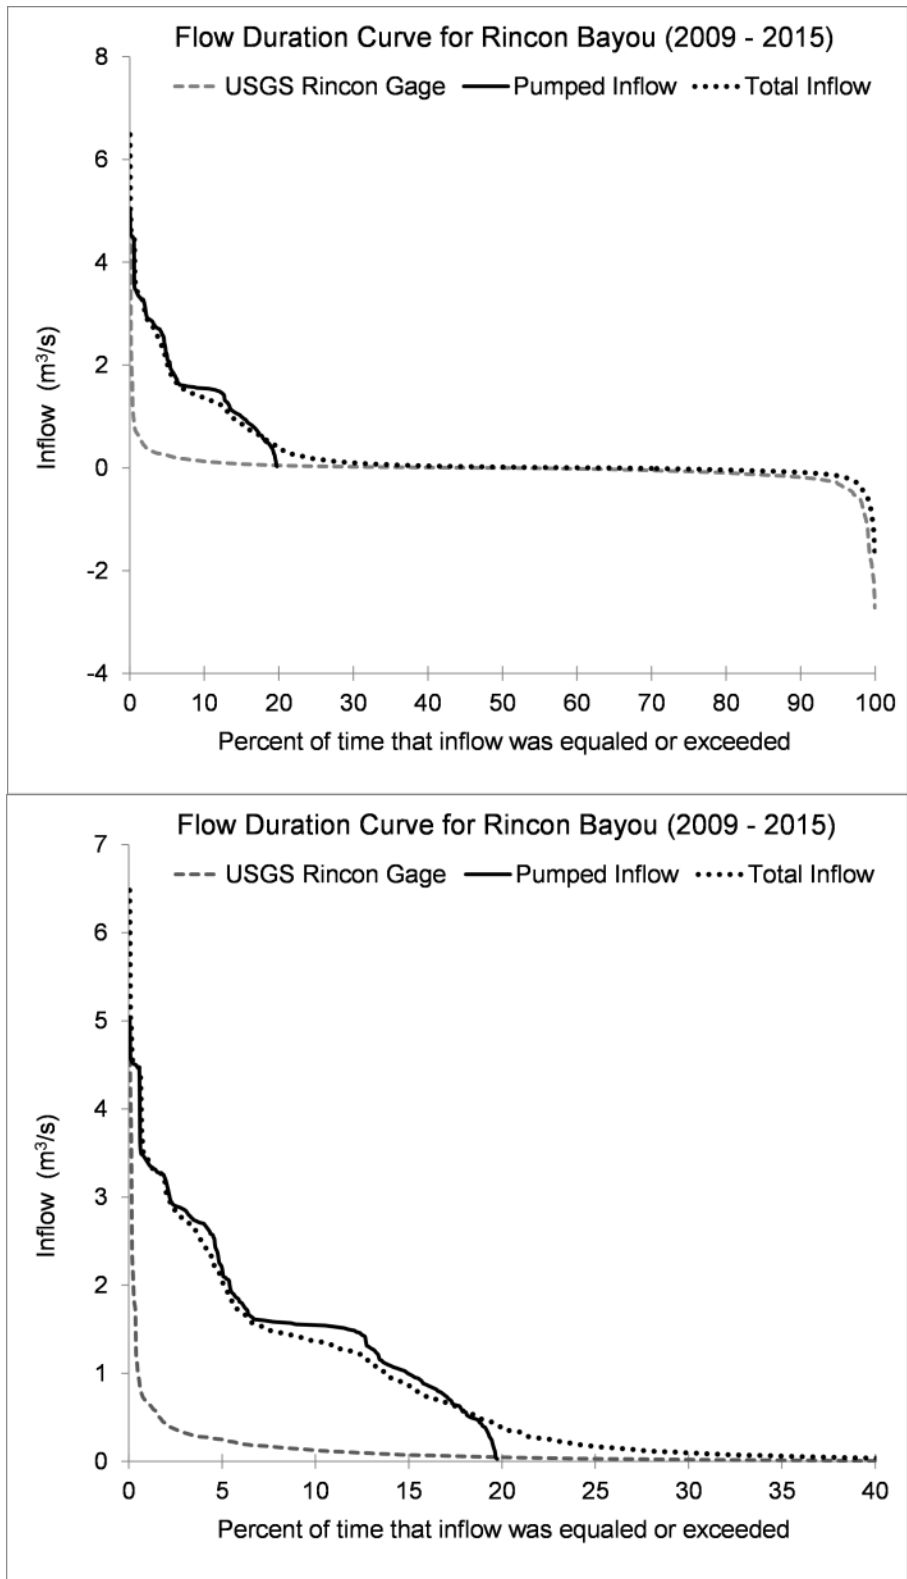 Flow Duration Curve for Rincon Bayou (2009 - 2015)
USGS Rincon Gage Pumped Inflow Total Inflow
8
6
4
2
0
-2
-4
Inflow (m³/s)
0 10 20 30 40 50 60 70 80 90 100
Percent of time that inflow was equaled or exceeded
Flow Duration Curve for Rincon Bayou (2009 - 2015)
USGS Rincon Gage Pumped Inflow Total Inflow
7
6
5
4
3
2
1
0
Inflow (m³/s)
0 5 10 15 20 25 30 35 40
Percent of time that inflow was equaled or exceeded